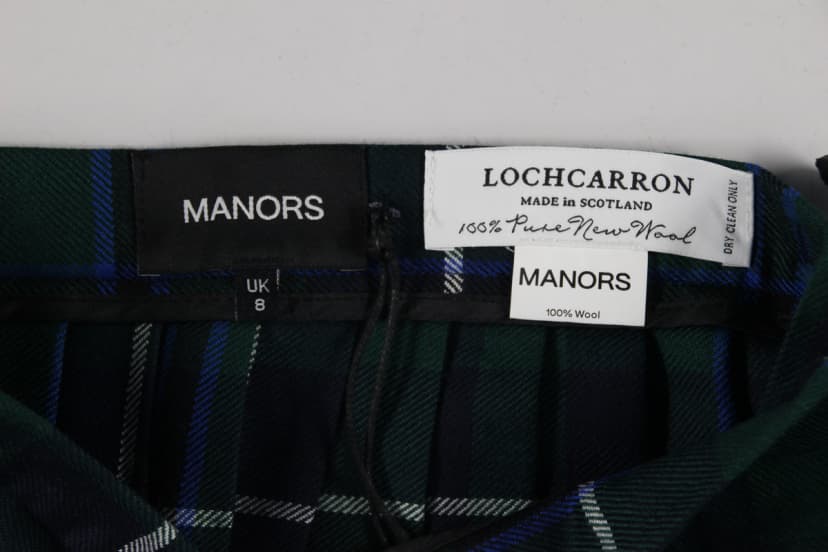 MANORS
UK
8
LOCHCARRON
MADE in SCOTLAND
100% Pure New Wool
DRY CLEAN ONLY
MANORS
100% Wool